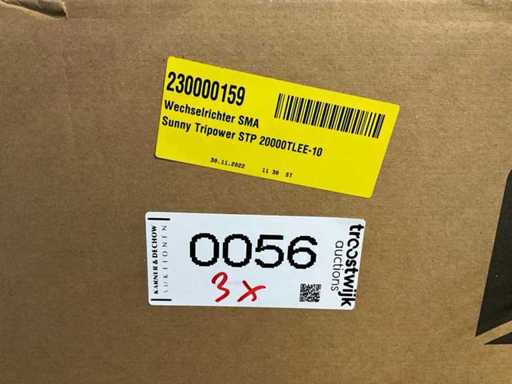 230000159
Wechselrichter SMA
Sunny Tripower STP 20000TLEE-10
30.11.2022 11 30 ST
KARNER & DECHOW
AUKTIONEN
0056
3x
troostwijk
auctions